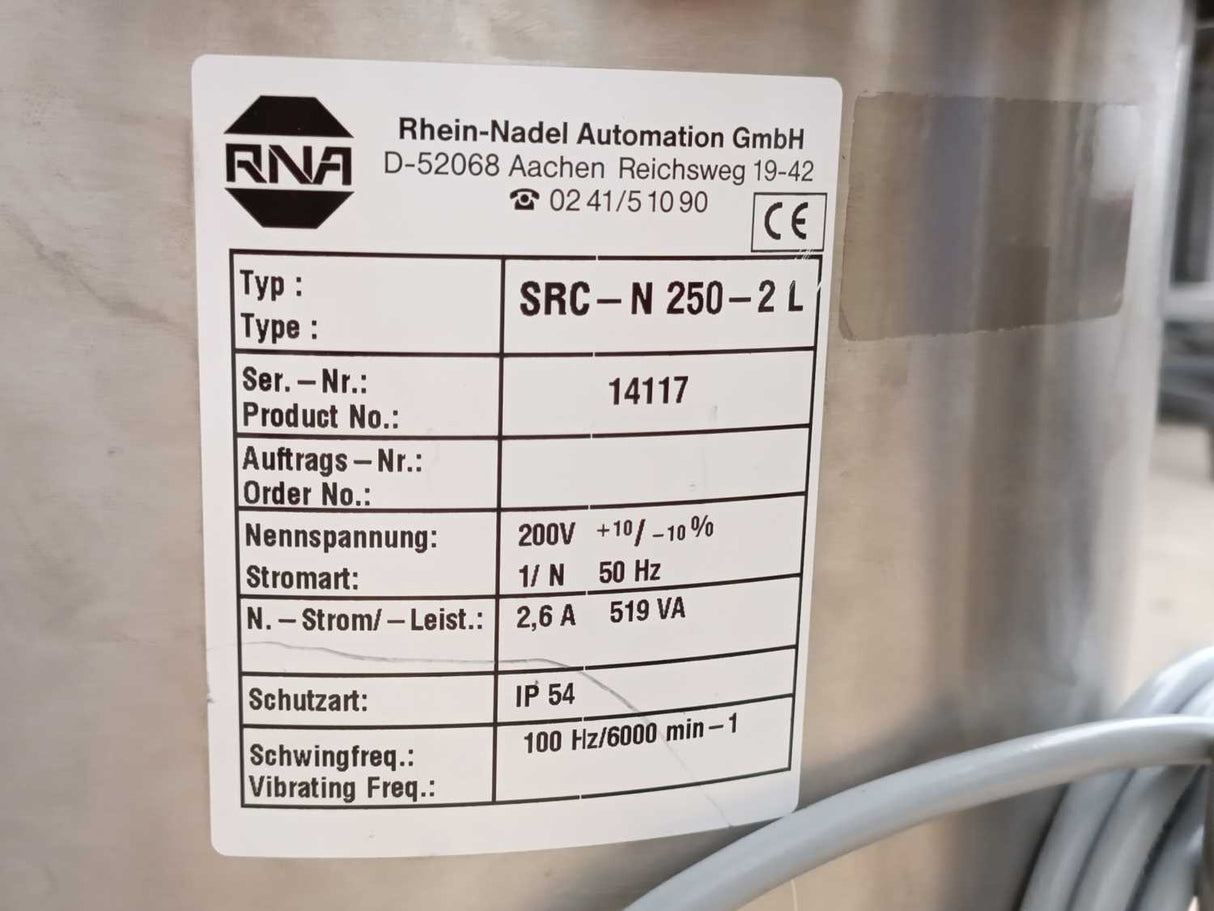 RNA
Rhein-Nadel Automation GmbH
D-52068 Aachen Reichsweg 19-42
☎ 02 41/5 10 90
CE
Typ :
Type :
SRC – N 250 – 2 L
Ser. – Nr.:
Product No.:
14117
Auftrags – Nr.:
Order No.:
Nennspannung: 200V +10/ -10%
Stromart: 1/ N 50 Hz
N. – Strom/ – Leist.: 2,6 A 519 VA
Schutzart: IP 54
Schwingfreq.:
Vibrating Freq.:
100 Hz/6000 min – 1